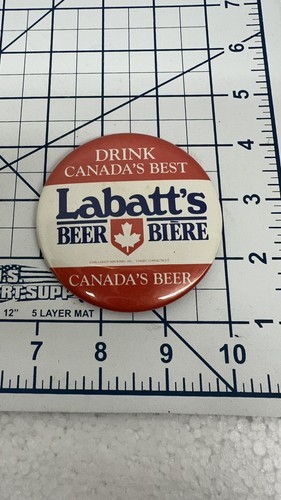 7
6
5
4
3
2
1
DRINK
CANADA'S BEST
Labatt's
BEER BIÈRE
CANADA'S BEER
12" 5 LAYER MAT
7 8 9 10